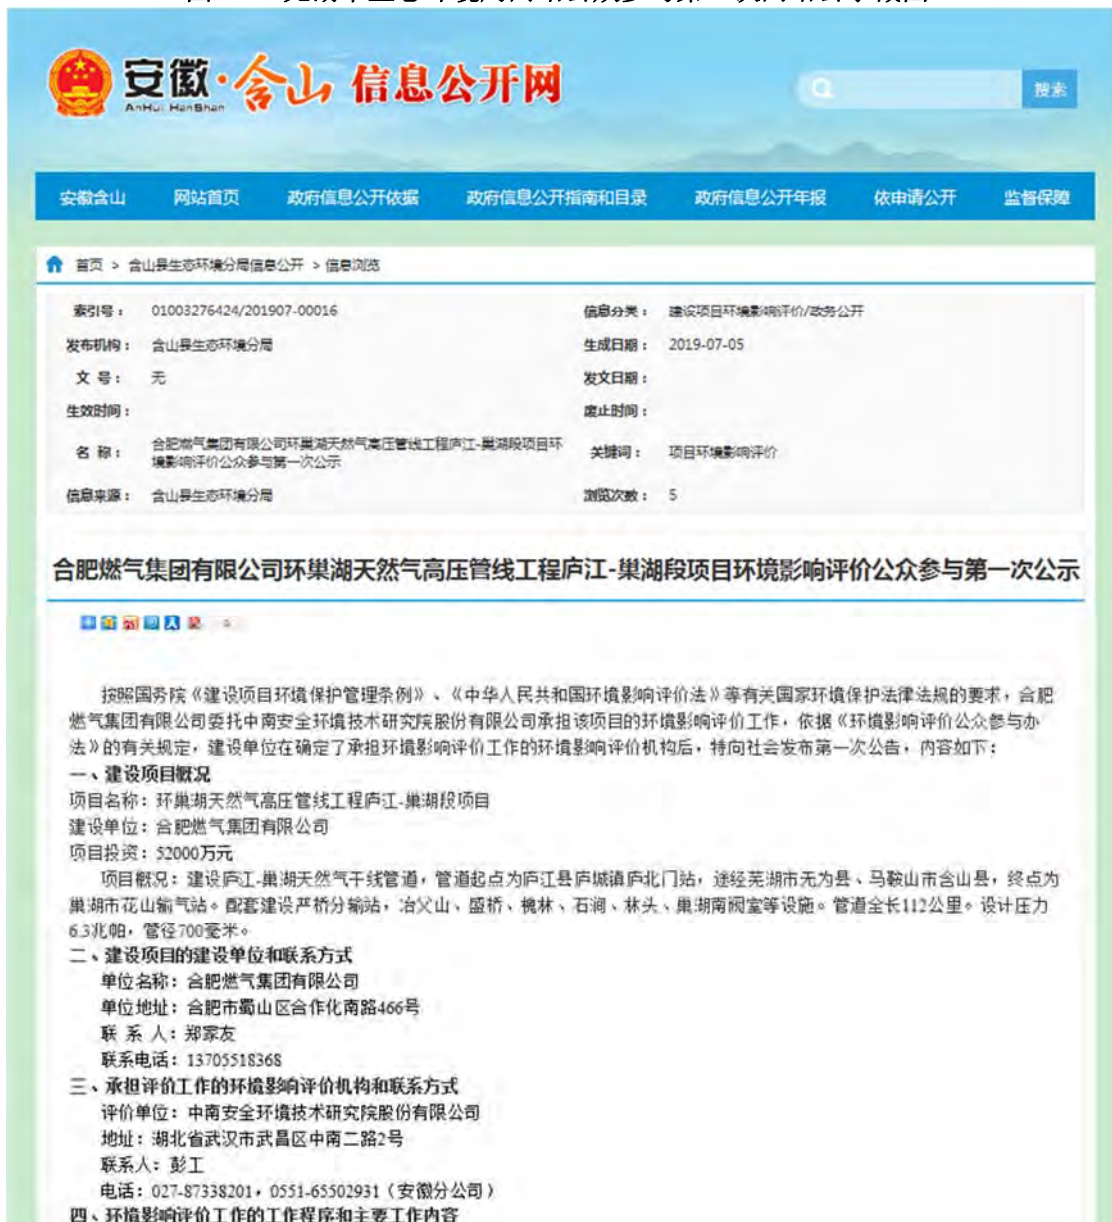 安徽·含山 信息公开网
AnHui HanShan
搜索
安徽含山 网站首页 政府信息公开依据 政府信息公开指南和目录 政府信息公开年报 依申请公开 监督保障
首页 > 含山县生态环境分局信息公开 > 信息浏览
索引号： 01003276424/201907-00016 信息分类： 建设项目环境影响评价/政务公开
发布机构： 含山县生态环境分局 生成日期： 2019-07-05
文 号： 无 发文日期：
生效时间： 废止时间：
名 称： 合肥燃气集团有限公司环巢湖天然气高压管线工程庐江-巢湖段项目环
境影响评价公众参与第一次公示 关键词： 项目环境影响评价
信息来源： 含山县生态环境分局 浏览次数： 5
合肥燃气集团有限公司环巢湖天然气高压管线工程庐江-巢湖段项目环境影响评价公众参与第一次公示
0
按照国务院《建设项目环境保护管理条例》、《中华人民共和国环境影响评价法》等有关国家环境保护法律法规的要求，合肥
燃气集团有限公司委托中南安全环境技术研究院股份有限公司承担该项目的环境影响评价工作，依据《环境影响评价公众参与办
法》的有关规定，建设单位在确定了承担环境影响评价工作的环境影响评价机构后，特向社会发布第一次公告，内容如下：
一、建设项目概况
项目名称：环巢湖天然气高压管线工程庐江-巢湖段项目
建设单位：合肥燃气集团有限公司
项目投资：52000万元
项目概况：建设庐江-巢湖天然气干线管道，管道起点为庐江县庐城镇庐北门站，途经芜湖市无为县、马鞍山市含山县，终点为
巢湖市花山输气站。配套建设严桥分输站，冶父山、盛桥、槐林、石涧、林头、巢湖南阀室等设施。管道全长112公里。设计压力
6.3兆帕，管径700毫米。
二、建设项目的建设单位和联系方式
单位名称：合肥燃气集团有限公司
单位地址：合肥市蜀山区合作化南路466号
联 系 人：郑家友
联系电话：13705518368
三、承担评价工作的环境影响评价机构和联系方式
评价单位：中南安全环境技术研究院股份有限公司
地址：湖北省武汉市武昌区中南二路2号
联系人：彭工
电话：027-87338201，0551-65502931（安徽分公司）
四、环境影响评价工作的工作程序和主要工作内容